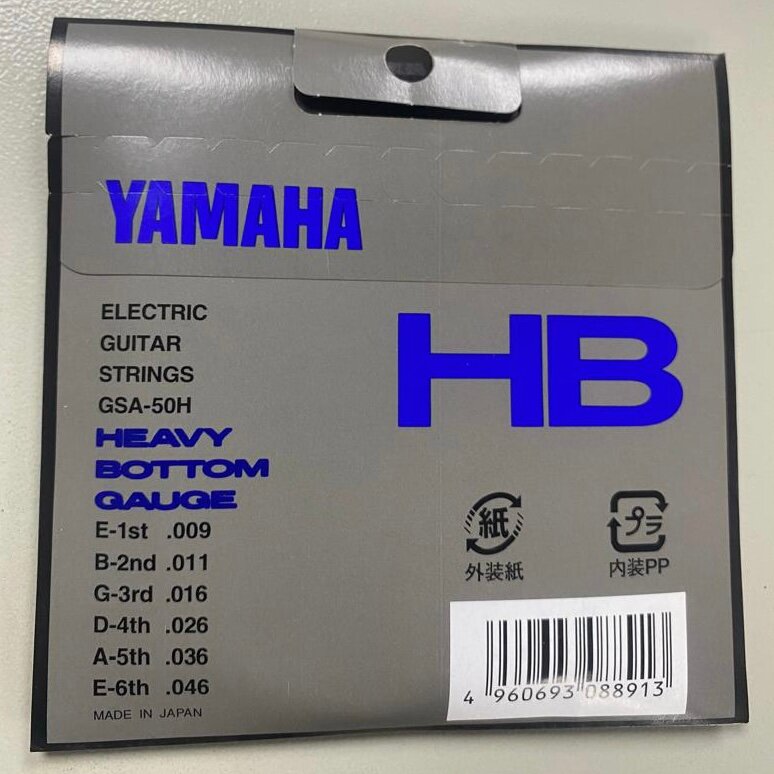 YAMAHA
ELECTRIC
GUITAR
STRINGS
GSA-50H
HEAVY
BOTTOM
GAUGE
E-1st .009
B-2nd .011
G-3rd .016
D-4th .026
A-5th .036
E-6th .046
MADE IN JAPAN
HB
紙
外装紙
プラ
内装PP
4 960693 088913